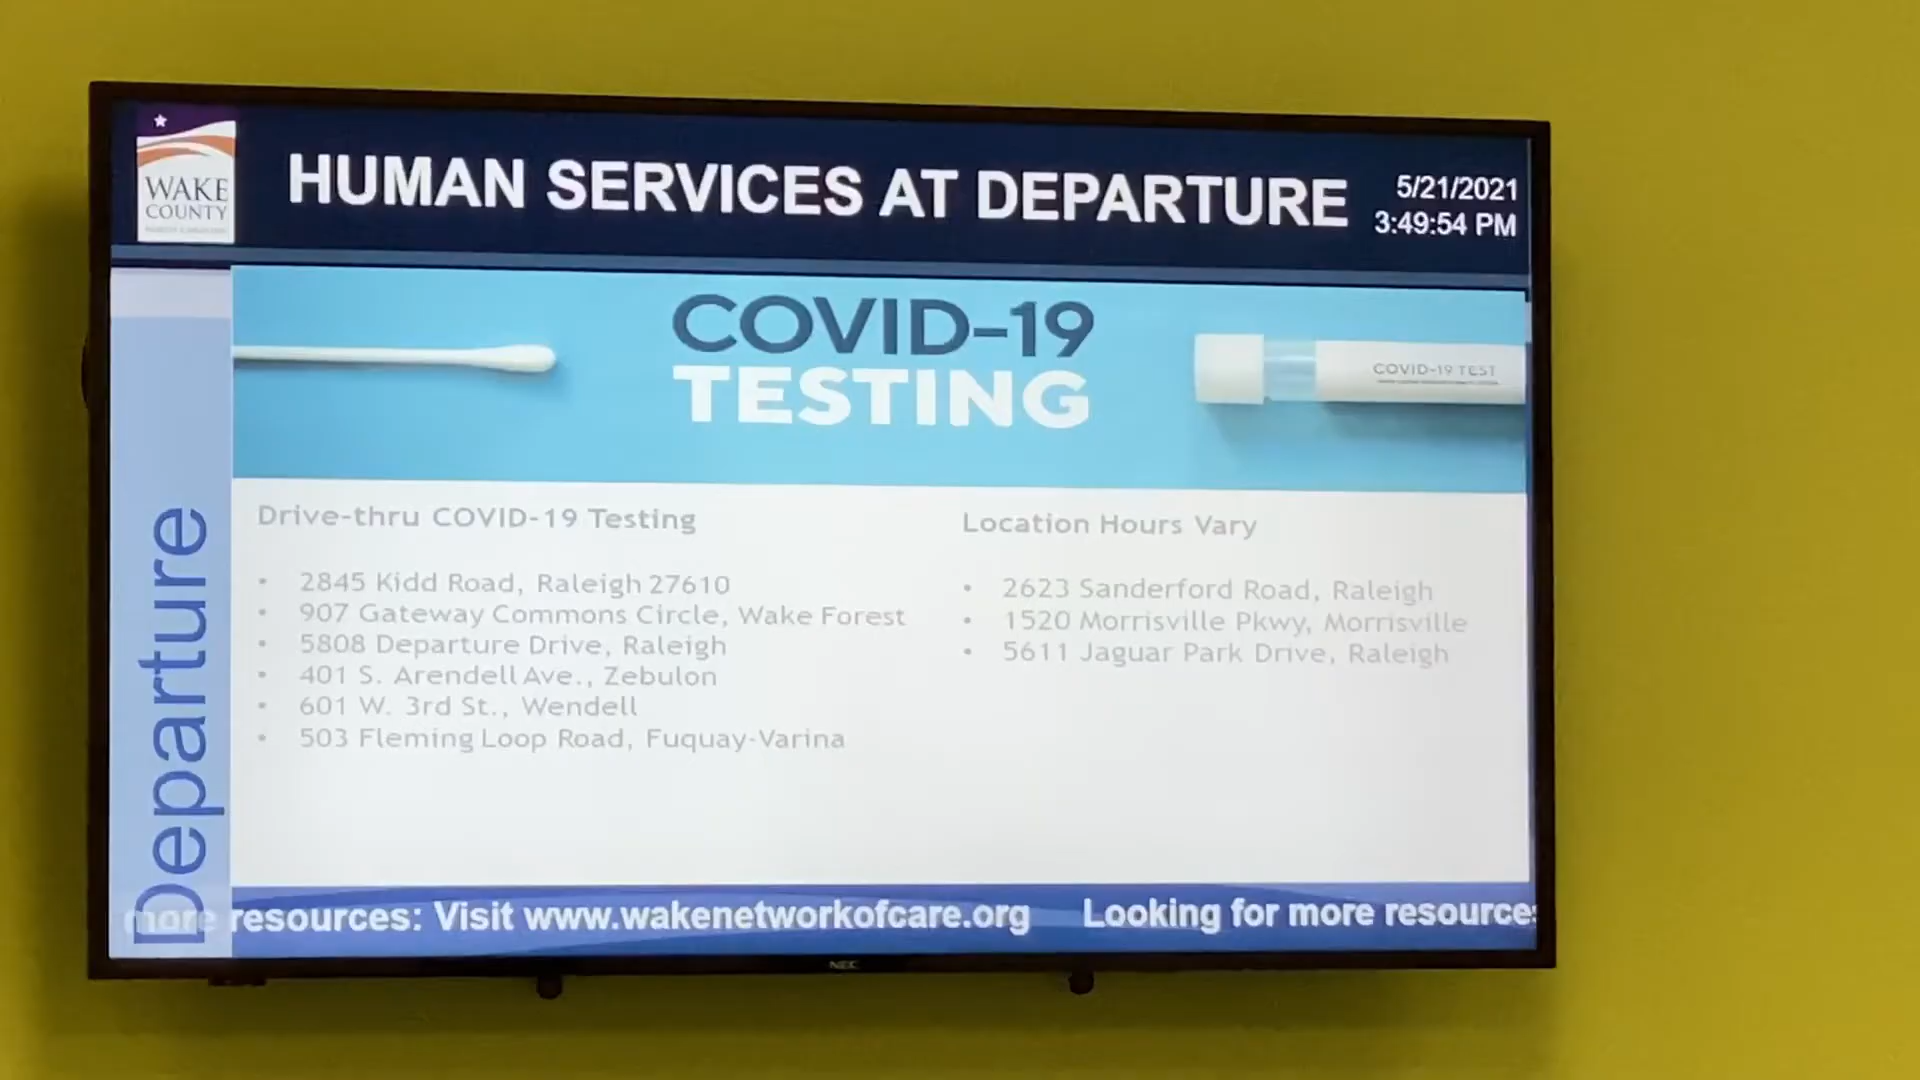 WAKE
COUNTY
HUMAN SERVICES AT DEPARTURE
5/21/2021
3:49:54 PM
COVID-19
TESTING
COVID-19 TEST
Departure
Drive-thru COVID-19 Testing
• 2845 Kidd Road, Raleigh 27610
• 907 Gateway Commons Circle, Wake Forest
• 5808 Departure Drive, Raleigh
• 401 S. Arendell Ave., Zebulon
• 601 W. 3rd St., Wendell
• 503 Fleming Loop Road, Fuquay-Varina
Location Hours Vary
• 2623 Sanderford Road, Raleigh
• 1520 Morrisville Pkwy, Morrisville
• 5611 Jaguar Park Drive, Raleigh
more resources: Visit www.wakenetworkofcare.org Looking for more resources
NEC